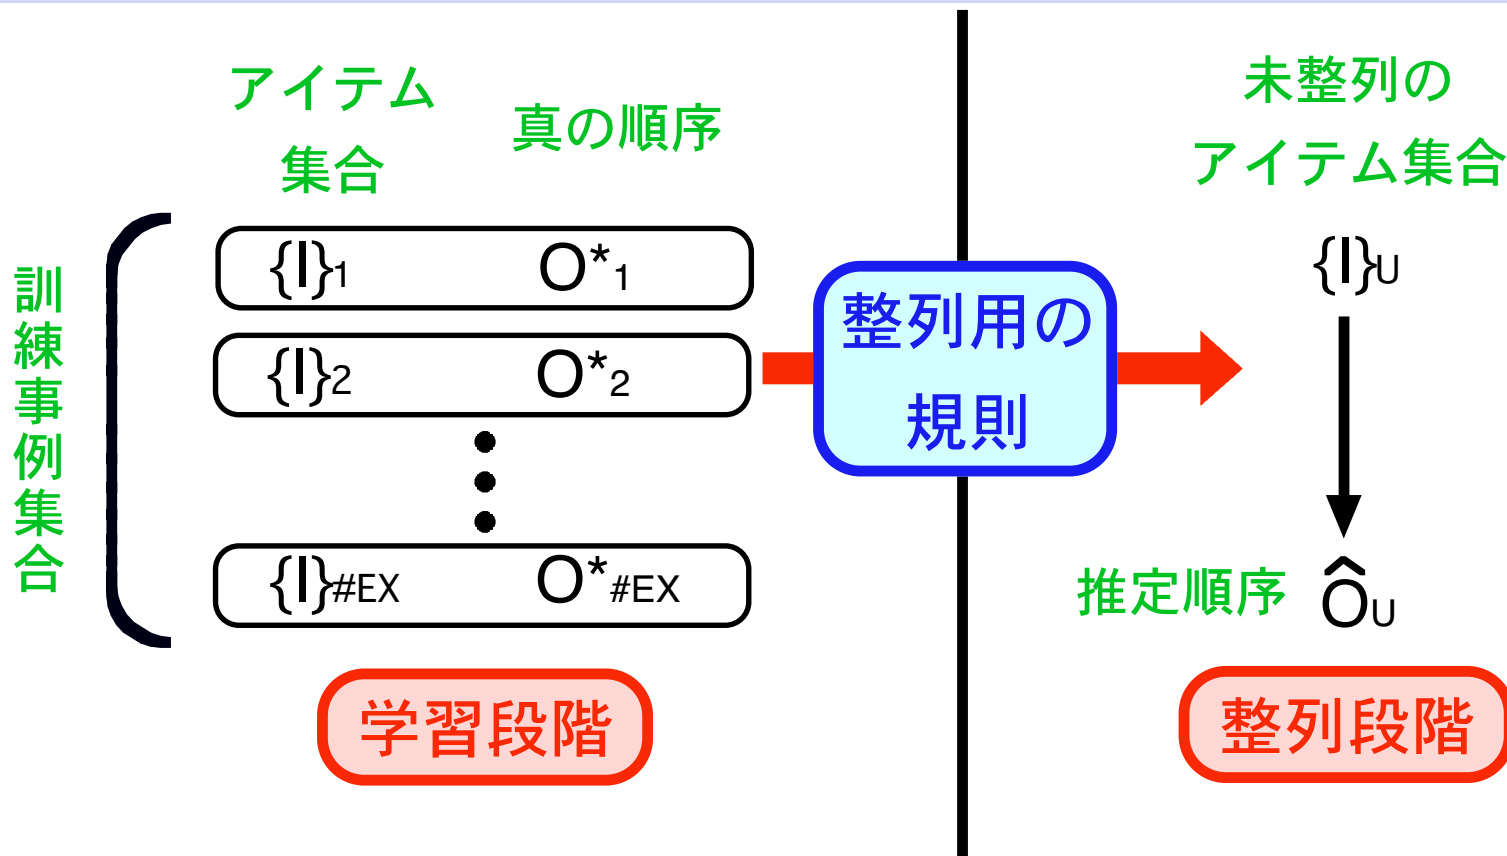 アイテム
集合
真の順序
訓練事例集合
{I}1 O*1
{I}2 O*2
{I}#EX O*#EX
学習段階
整列用の
規則
未整列の
アイテム集合
{I}U
推定順序 ÔU
整列段階